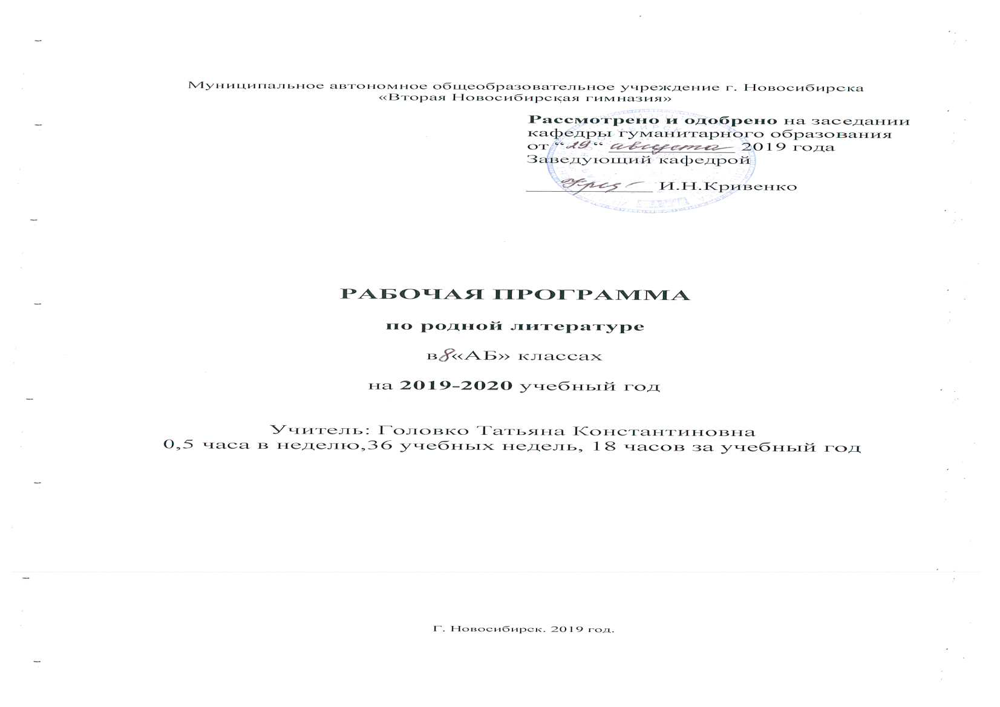 Муниципальное автономное общеобразовательное учреждение г. Новосибирска
«Вторая Новосибирская гимназия»
Рассмотрено и одобрено на заседании
кафедры гуманитарного образования
от “29“ августа 2019 года
Заведующий кафедрой
И.Н.Кривенко
РАБОЧАЯ ПРОГРАММА
по родной литературе
в 8 «АБ» классах
на 2019-2020 учебный год
Учитель: Головко Татьяна Константиновна
0,5 часа в неделю,36 учебных недель, 18 часов за учебный год
Г. Новосибирск. 2019 год.